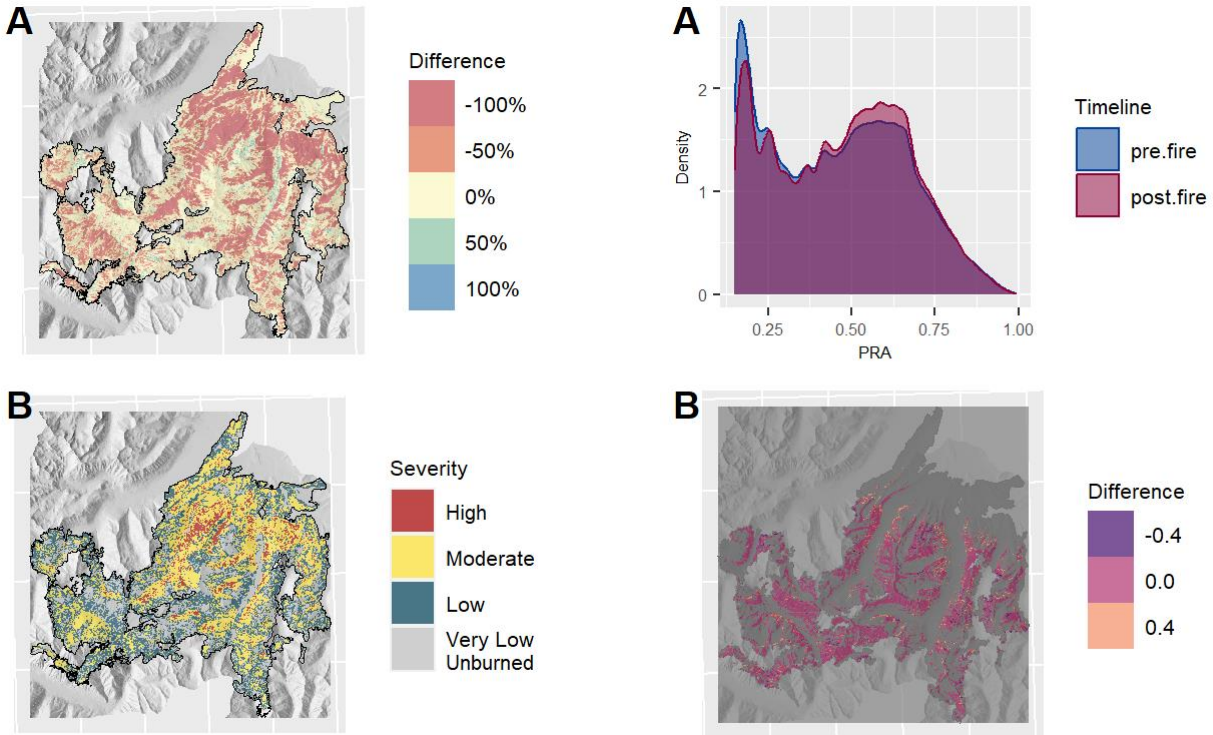 A
Difference
-100%
-50%
0%
50%
100%
A
Density
2
1
0
0.25
0.50
0.75
1.00
PRA
Timeline
pre.fire
post.fire
B
Severity
High
Moderate
Low
Very Low
Unburned
B
Difference
-0.4
0.0
0.4